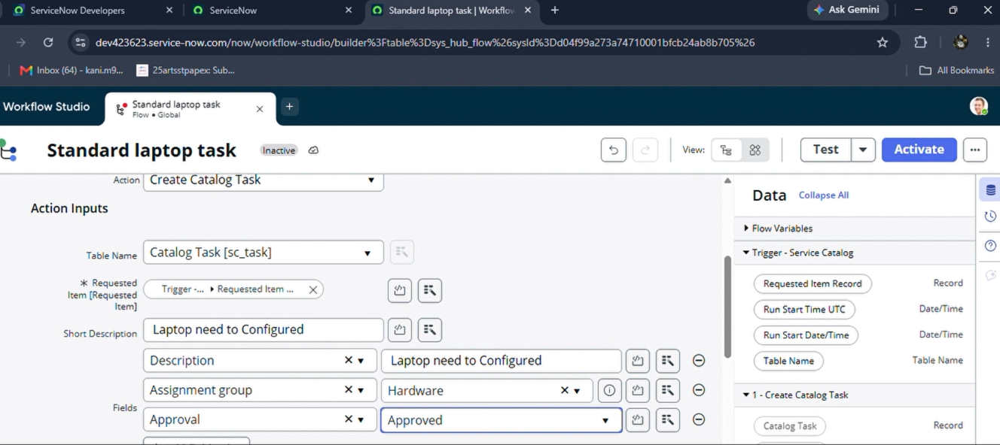 ServiceNow Developers
ServiceNow
Standard laptop task | Workflow
Ask Gemini
dev423623.service-now.com/now/workflow-studio/builder%3Ftable%3Dsys_hub_flow%26sysId%3Dd04f99a273a74710001bfcb24ab8b705%26
Inbox (64) - kani.m9...
25artsstpapex: Sub...
All Bookmarks
Workflow Studio
Standard laptop task
Flow • Global
Standard laptop task
Inactive
View:
Test
Activate
Action
Create Catalog Task
Action Inputs
Table Name
Catalog Task [sc_task]
* Requested
Item [Requested
Item]
Trigger -... ▸ Requested Item ...
Short Description
Laptop need to Configured
Fields
Description
Laptop need to Configured
Assignment group
Hardware
Approval
Approved
Data
Collapse All
Flow Variables
Trigger - Service Catalog
Requested Item Record
Record
Run Start Time UTC
Date/Time
Run Start Date/Time
Date/Time
Table Name
Table Name
1 - Create Catalog Task
Catalog Task
Record